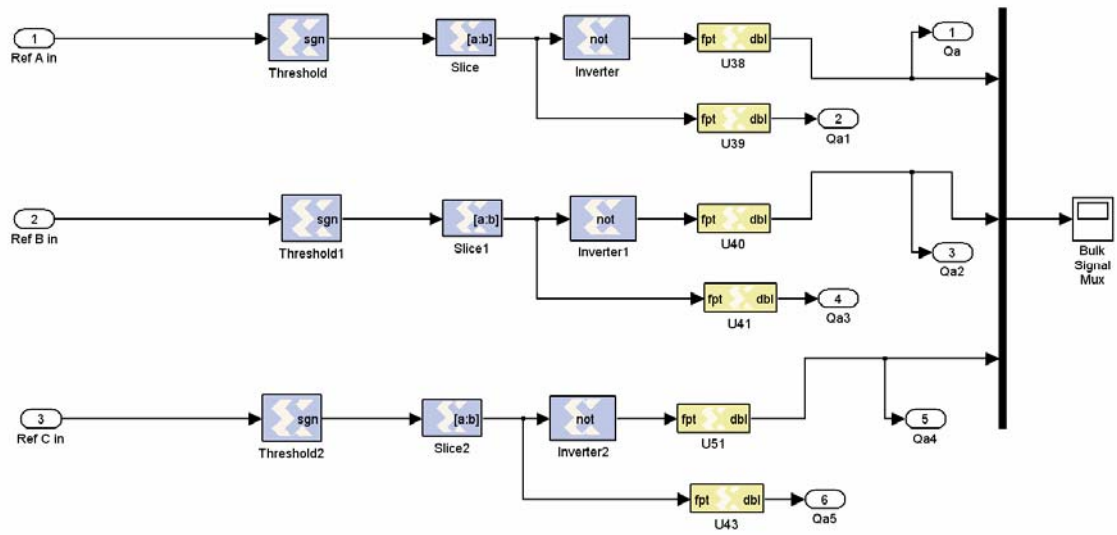 1
Ref A in
sgn
Threshold
[a:b]
Slice
not
Inverter
fpt dbl
U38
1
Qa
fpt dbl
U39
2
Qa1
2
Ref B in
sgn
Threshold1
[a:b]
Slice1
not
Inverter1
fpt dbl
U40
3
Qa2
fpt dbl
U41
4
Qa3
Bulk
Signal
Mux
3
Ref C in
sgn
Threshold2
[a:b]
Slice2
not
Inverter2
fpt dbl
U51
5
Qa4
fpt dbl
U43
6
Qa5